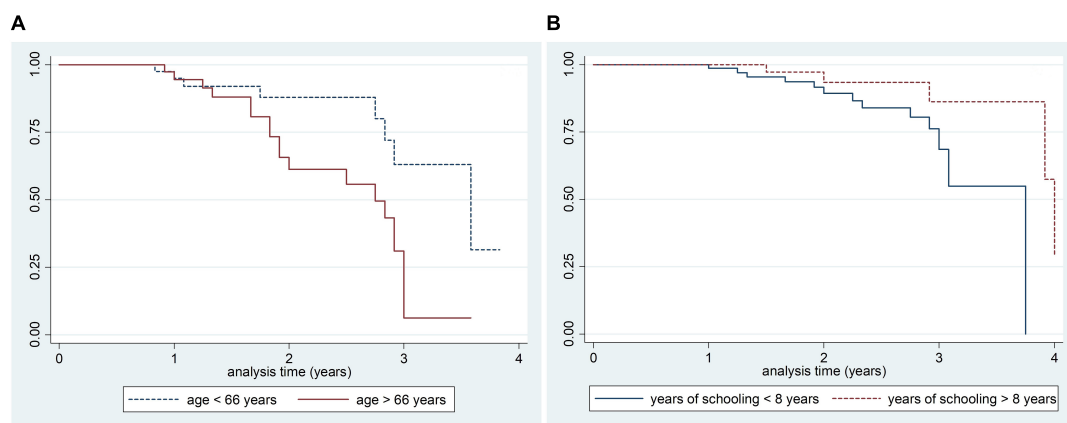 A
1.00
0.75
0.50
0.25
0.00
0 1 2 3 4
analysis time (years)
age < 66 years age > 66 years
B
1.00
0.75
0.50
0.25
0.00
0 1 2 3 4
analysis time (years)
years of schooling < 8 years years of schooling > 8 years